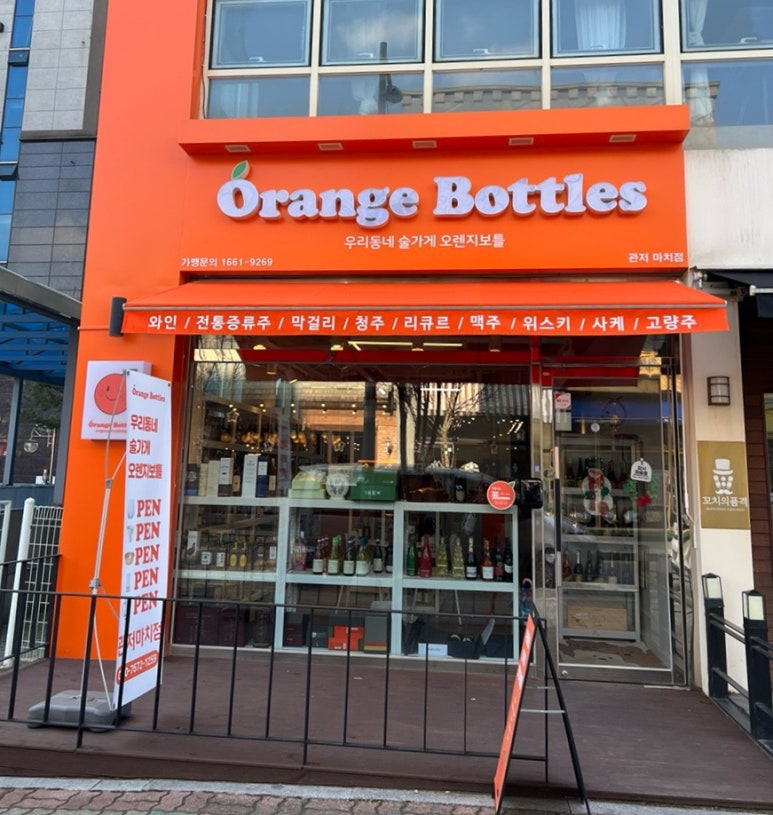 Orange Bottles
우리동네 술가게 오렌지보틀
가맹문의 1661-9269
관저 마치점
와인 / 전통증류주 / 막걸리 / 청주 / 리큐르 / 맥주 / 위스키 / 사케 / 고량주
Orange Bottles
우리동네
술가게
오렌지보틀
OPEN
OPEN
OPEN
OPEN
OPEN
관저마치점
꼬치의품격